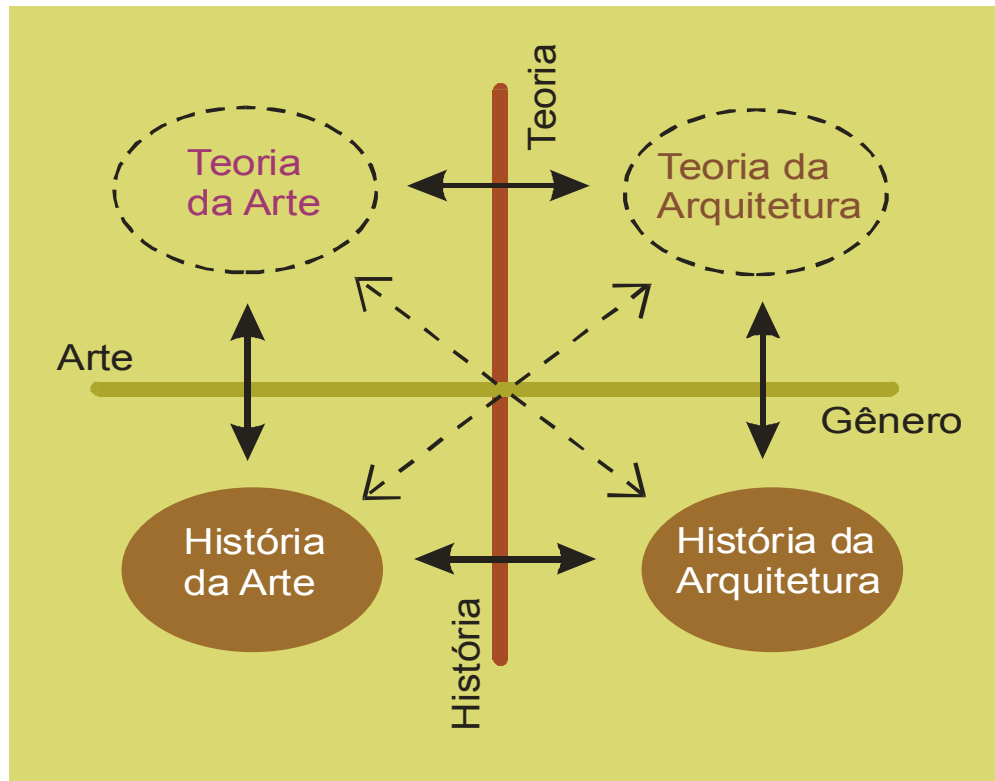 Teoria
Teoria
da Arte
Teoria da
Arquitetura
Arte
Gênero
História
da Arte
História da
Arquitetura
História